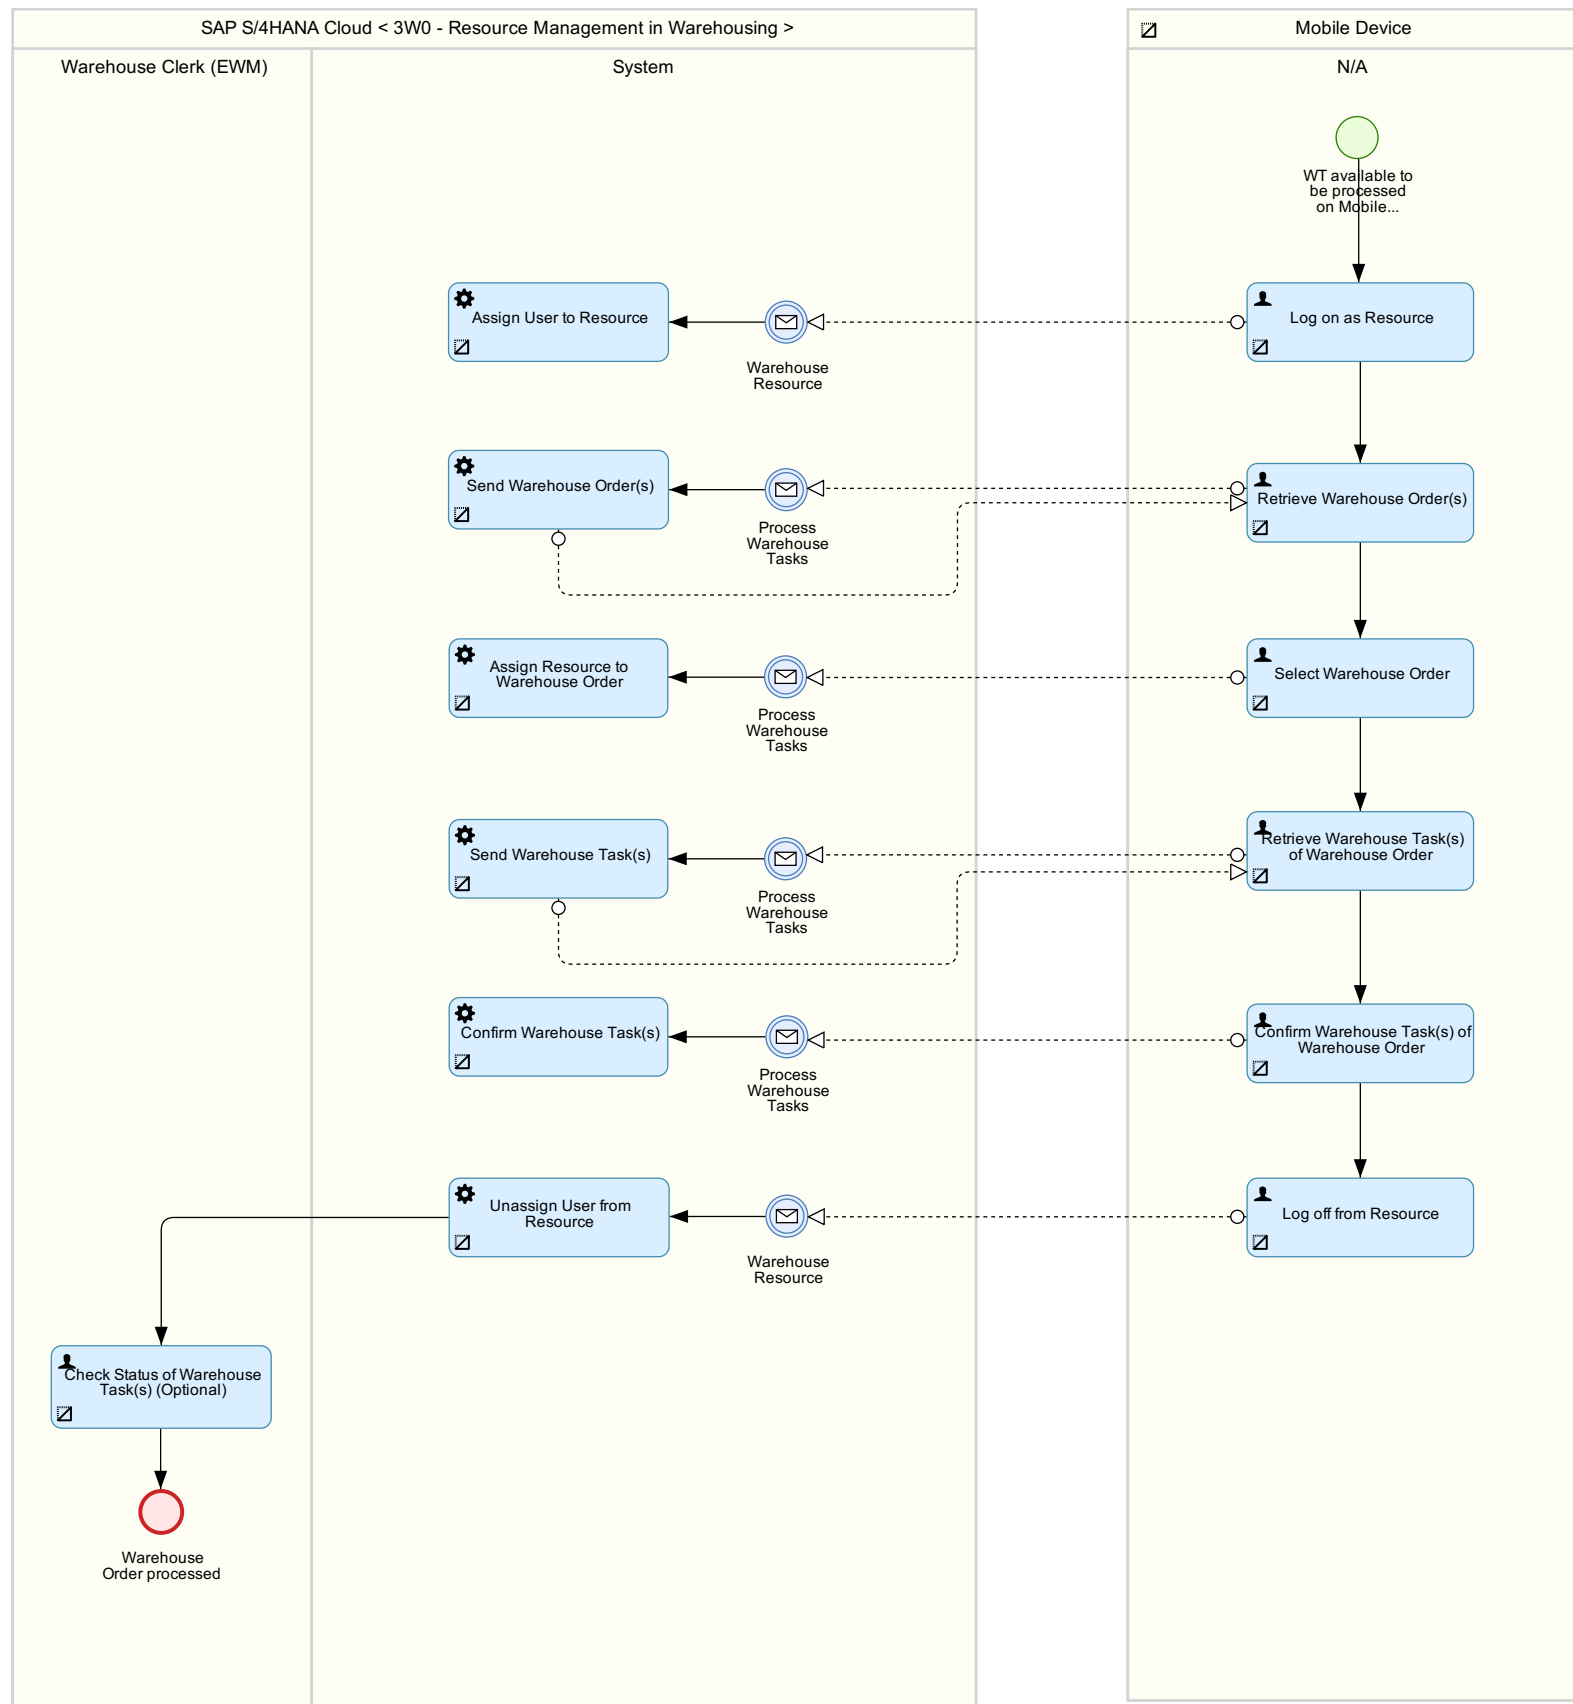 SAP S/4HANA Cloud < 3W0 - Resource Management in Warehousing >
Mobile Device
Warehouse Clerk (EWM)
System
N/A
WT available to
be processed
on Mobile...
Assign User to Resource
Warehouse
Resource
Log on as Resource
Send Warehouse Order(s)
Process
Warehouse
Tasks
Retrieve Warehouse Order(s)
Assign Resource to
Warehouse Order
Process
Warehouse
Tasks
Select Warehouse Order
Send Warehouse Task(s)
Process
Warehouse
Tasks
Retrieve Warehouse Task(s)
of Warehouse Order
Confirm Warehouse Task(s)
Process
Warehouse
Tasks
Confirm Warehouse Task(s) of
Warehouse Order
Unassign User from
Resource
Warehouse
Resource
Log off from Resource
Check Status of Warehouse
Task(s) (Optional)
Warehouse
Order processed